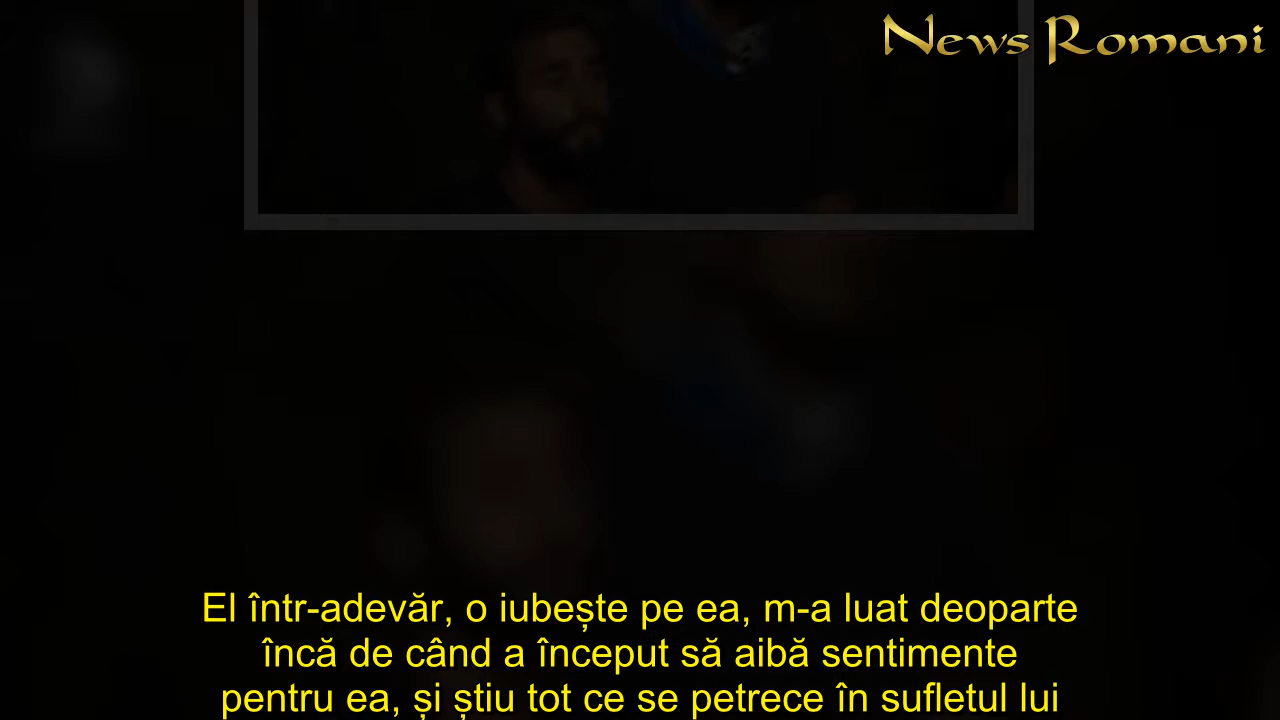 News Romani
El într-adevăr, o iubește pe ea, m-a luat deoparte
încă de când a început să aibă sentimente
pentru ea, și știu tot ce se petrece în sufletul lui